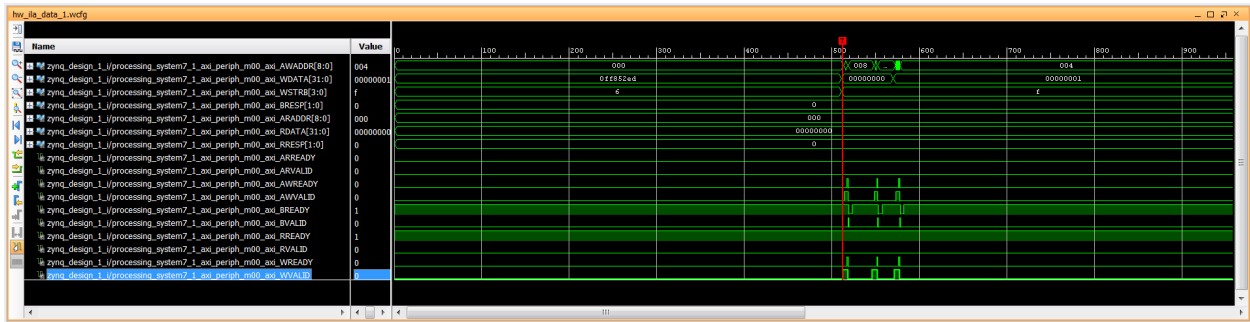 hw_ila_data_1.wcfg
Name Value 0 100 200 300 400 500 600 700 800 900
T
zynq_design_1_i/processing_system7_1_axi_periph_m00_axi_AWADDR[8:0] 004 000 008 004
zynq_design_1_i/processing_system7_1_axi_periph_m00_axi_WDATA[31:0] 00000001 0ff852ed 00000000 00000001
zynq_design_1_i/processing_system7_1_axi_periph_m00_axi_WSTRB[3:0] f 6 f
zynq_design_1_i/processing_system7_1_axi_periph_m00_axi_BRESP[1:0] 0 0
zynq_design_1_i/processing_system7_1_axi_periph_m00_axi_ARADDR[8:0] 000 000
zynq_design_1_i/processing_system7_1_axi_periph_m00_axi_RDATA[31:0] 00000000 00000000
zynq_design_1_i/processing_system7_1_axi_periph_m00_axi_RRESP[1:0] 0 0
zynq_design_1_i/processing_system7_1_axi_periph_m00_axi_ARREADY 0
zynq_design_1_i/processing_system7_1_axi_periph_m00_axi_ARVALID 0
zynq_design_1_i/processing_system7_1_axi_periph_m00_axi_AWREADY 0
zynq_design_1_i/processing_system7_1_axi_periph_m00_axi_AWVALID 0
zynq_design_1_i/processing_system7_1_axi_periph_m00_axi_BREADY 1
zynq_design_1_i/processing_system7_1_axi_periph_m00_axi_BVALID 0
zynq_design_1_i/processing_system7_1_axi_periph_m00_axi_RREADY 1
zynq_design_1_i/processing_system7_1_axi_periph_m00_axi_RVALID 0
zynq_design_1_i/processing_system7_1_axi_periph_m00_axi_WREADY 0
zynq_design_1_i/processing_system7_1_axi_periph_m00_axi_WVALID 0